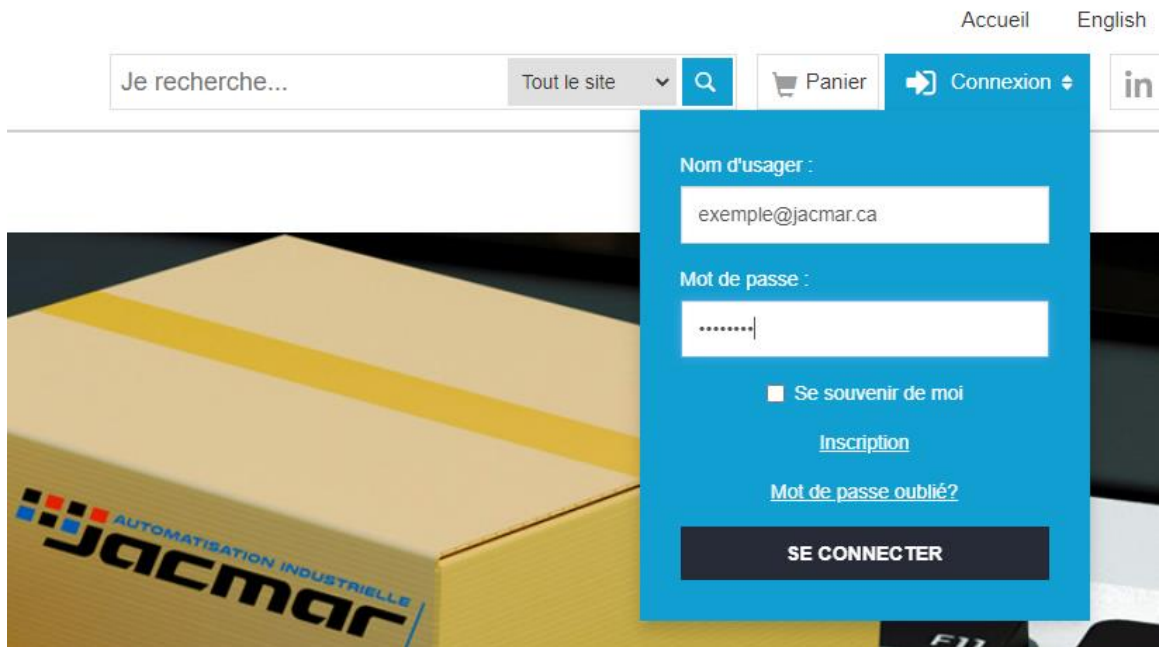 Accueil English
Je recherche... Tout le site Panier Connexion in
Nom d'usager :
exemple@jacmar.ca
Mot de passe :
••••••••
Se souvenir de moi
Inscription
Mot de passe oublié?
SE CONNECTER
AUTOMATISATION INDUSTRIELLE
jacmar
F11